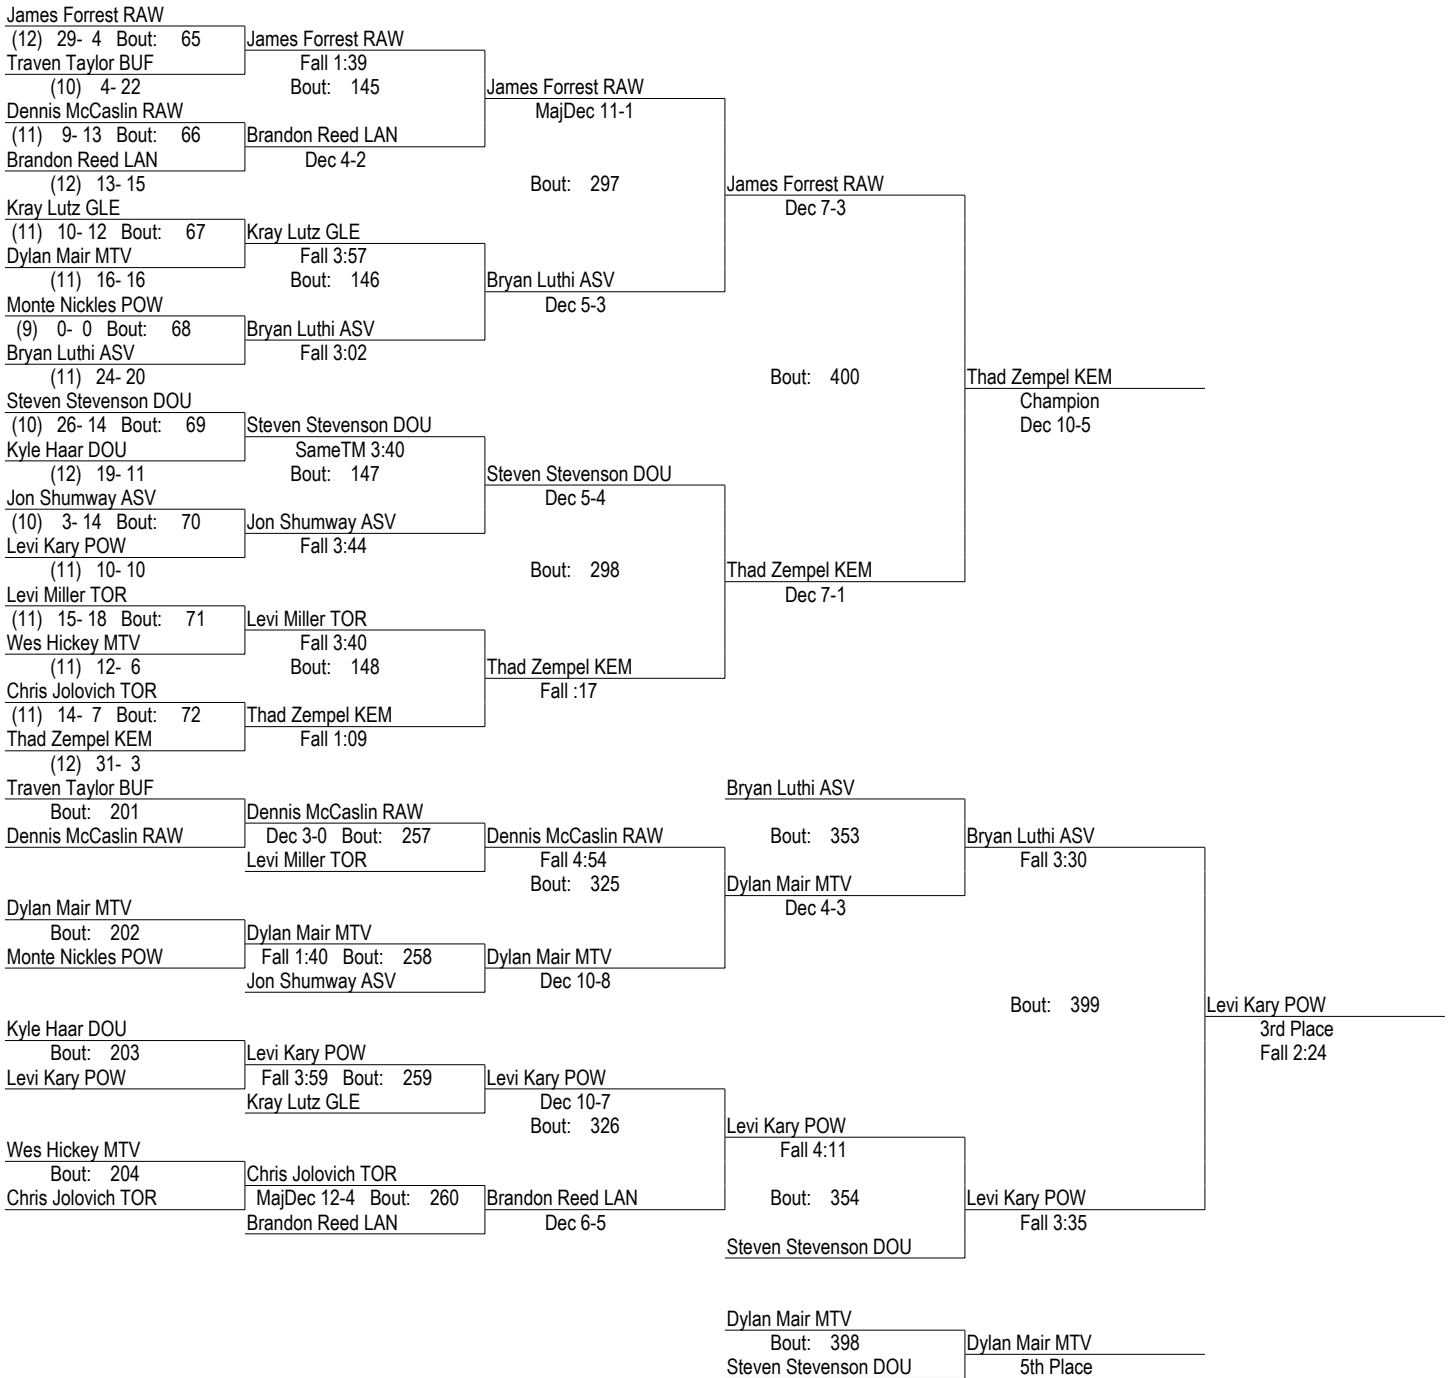 James Forrest RAW
(12) 29- 4 Bout: 65
Traven Taylor BUF
(10) 4- 22
Dennis McCaslin RAW
(11) 9- 13 Bout: 66
Brandon Reed LAN
(12) 13- 15
Kray Lutz GLE
(11) 10- 12 Bout: 67
Dylan Mair MTV
(11) 16- 16
Monte Nickles POW
(9) 0- 0 Bout: 68
Bryan Luthi ASV
(11) 24- 20
Steven Stevenson DOU
(10) 26- 14 Bout: 69
Kyle Haar DOU
(12) 19- 11
Jon Shumway ASV
(10) 3- 14 Bout: 70
Levi Kary POW
(11) 10- 10
Levi Miller TOR
(11) 15- 18 Bout: 71
Wes Hickey MTV
(11) 12- 6
Chris Jolovich TOR
(11) 14- 7 Bout: 72
Thad Zempel KEM
(12) 31- 3
James Forrest RAW
Fall 1:39
Bout: 145
Brandon Reed LAN
Dec 4-2
Kray Lutz GLE
Fall 3:57
Bout: 146
Bryan Luthi ASV
Fall 3:02
Steven Stevenson DOU
SameTM 3:40
Bout: 147
Jon Shumway ASV
Fall 3:44
Levi Miller TOR
Fall 3:40
Bout: 148
Thad Zempel KEM
Fall 1:09
James Forrest RAW
MajDec 11-1
Bout: 297
Bryan Luthi ASV
Dec 5-3
Steven Stevenson DOU
Dec 5-4
Bout: 298
Thad Zempel KEM
Fall :17
James Forrest RAW
Dec 7-3
Bout: 400
Thad Zempel KEM
Dec 7-1
Thad Zempel KEM
Champion
Dec 10-5
Traven Taylor BUF
Bout: 201
Dennis McCaslin RAW
Dylan Mair MTV
Bout: 202
Monte Nickles POW
Kyle Haar DOU
Bout: 203
Levi Kary POW
Wes Hickey MTV
Bout: 204
Chris Jolovich TOR
Dennis McCaslin RAW
Dec 3-0 Bout: 257
Levi Miller TOR
Dylan Mair MTV
Fall 1:40 Bout: 258
Jon Shumway ASV
Levi Kary POW
Fall 3:59 Bout: 259
Kray Lutz GLE
Chris Jolovich TOR
MajDec 12-4 Bout: 260
Brandon Reed LAN
Dennis McCaslin RAW
Fall 4:54
Bout: 325
Dylan Mair MTV
Dec 10-8
Levi Kary POW
Dec 10-7
Bout: 326
Brandon Reed LAN
Dec 6-5
Bryan Luthi ASV
Bout: 353
Dylan Mair MTV
Dec 4-3
Levi Kary POW
Fall 4:11
Bout: 354
Steven Stevenson DOU
Bryan Luthi ASV
Fall 3:30
Bout: 399
Levi Kary POW
Fall 3:35
Levi Kary POW
3rd Place
Fall 2:24
Dylan Mair MTV
Bout: 398
Steven Stevenson DOU
Dylan Mair MTV
5th Place